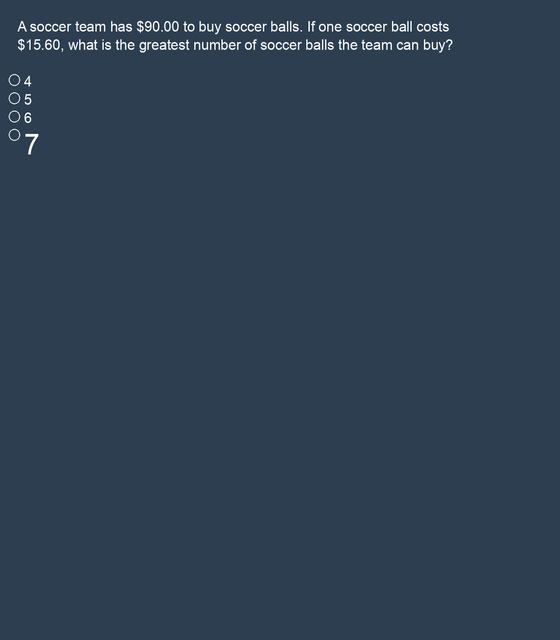 A soccer team has $90.00 to buy soccer balls. If one soccer ball costs
$15.60, what is the greatest number of soccer balls the team can buy?
4
5
6
7